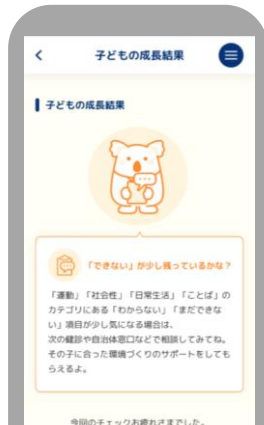 子どもの成長結果
子どもの成長結果
「できない」が少し残っているかな？
「運動」「社会性」「日常生活」「ことば」の
カテゴリにある「わからない」「まだできな
い」項目が少し気になる場合は、
次の健診や自治体窓口などで相談してみてね。
その子に合った環境づくりのサポートをしても
らえるよ。
今回のチェックお疲れさまでした。